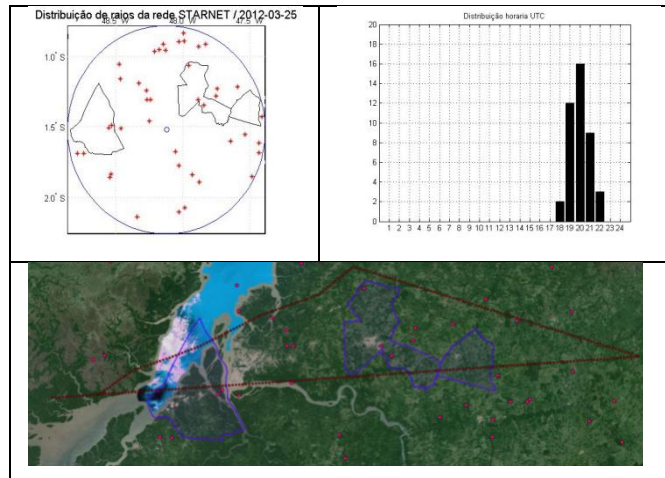 Distribuição de raios da rede STARNET / 2012-03-25
48.5° W 48.0° W 47.5° W
1.0° S
1.5° S
2.0° S
Distribuição horaria UTC
20
18
16
14
12
10
8
6
4
2
0
1 2 3 4 5 6 7 8 9 10 11 12 13 14 15 16 17 18 19 20 21 22 23 24